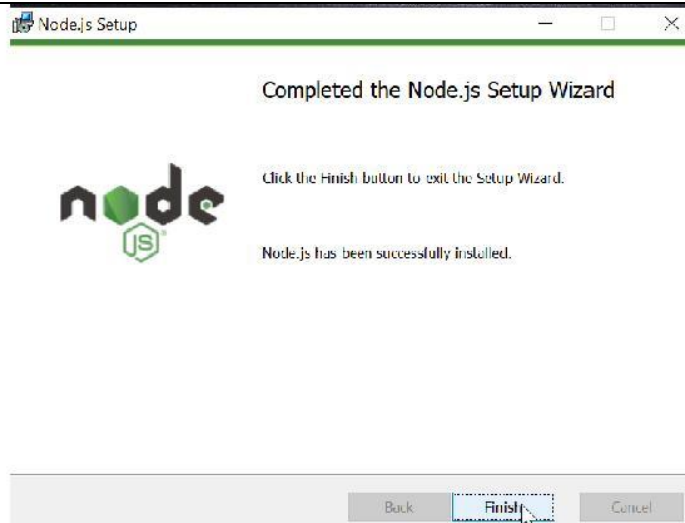 Node.js Setup
Completed the Node.js Setup Wizard
node
JS
Click the Finish button to exit the Setup Wizard.
Node.js has been successfully installed.
Back
Finish
Cancel